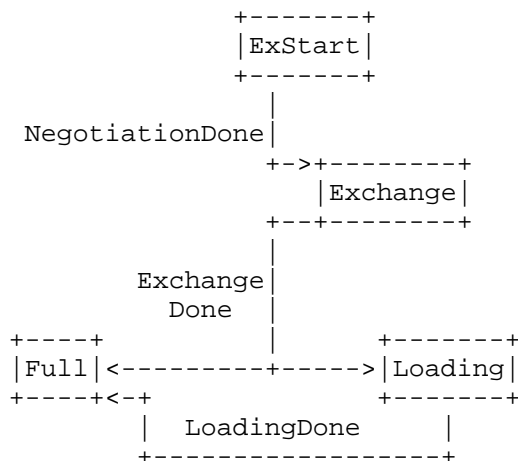 ExStart
NegotiationDone
Exchange
Exchange
Done
Full
Loading
LoadingDone